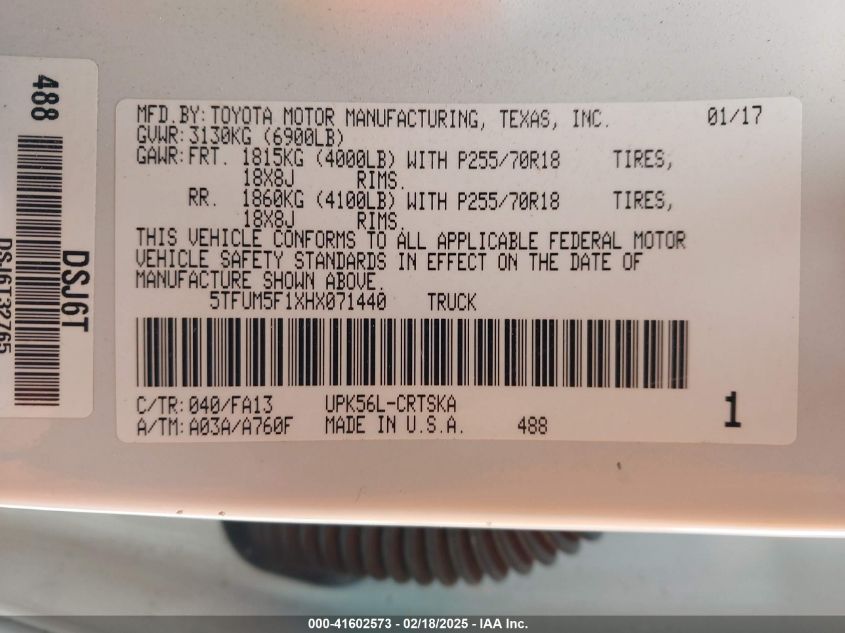 488
DSJ6T
DSJ6T32765
MFD.BY:TOYOTA MOTOR MANUFACTURING, TEXAS, INC. 01/17
GVWR:3130KG (6900LB)
GAWR:FRT. 1815KG (4000LB) WITH P255/70R18 TIRES,
18X8J RIMS.
RR. 1860KG (4100LB) WITH P255/70R18 TIRES,
18X8J RIMS.
THIS VEHICLE CONFORMS TO ALL APPLICABLE FEDERAL MOTOR
VEHICLE SAFETY STANDARDS IN EFFECT ON THE DATE OF
MANUFACTURE SHOWN ABOVE.
5TFUM5F1XHX071440 TRUCK
C/TR:040/FA13 UPK56L-CRTSKA
A/TM:A03A/A760F MADE IN U.S.A. 488
1
000-41602573 - 02/18/2025 - IAA Inc.